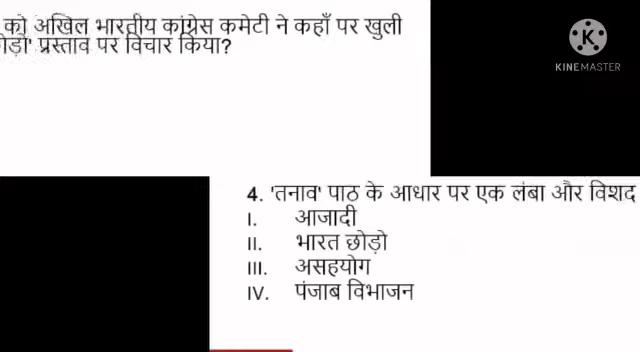 को अखिल भारतीय कांग्रेस कमेटी ने कहाँ पर खुली
प्रस्ताव पर विचार किया?
KINEMASTER
4. 'तनाव' पाठ के आधार पर एक लंबा और विशद
I. आजादी
II. भारत छोड़ो
III. असहयोग
IV. पंजाब विभाजन